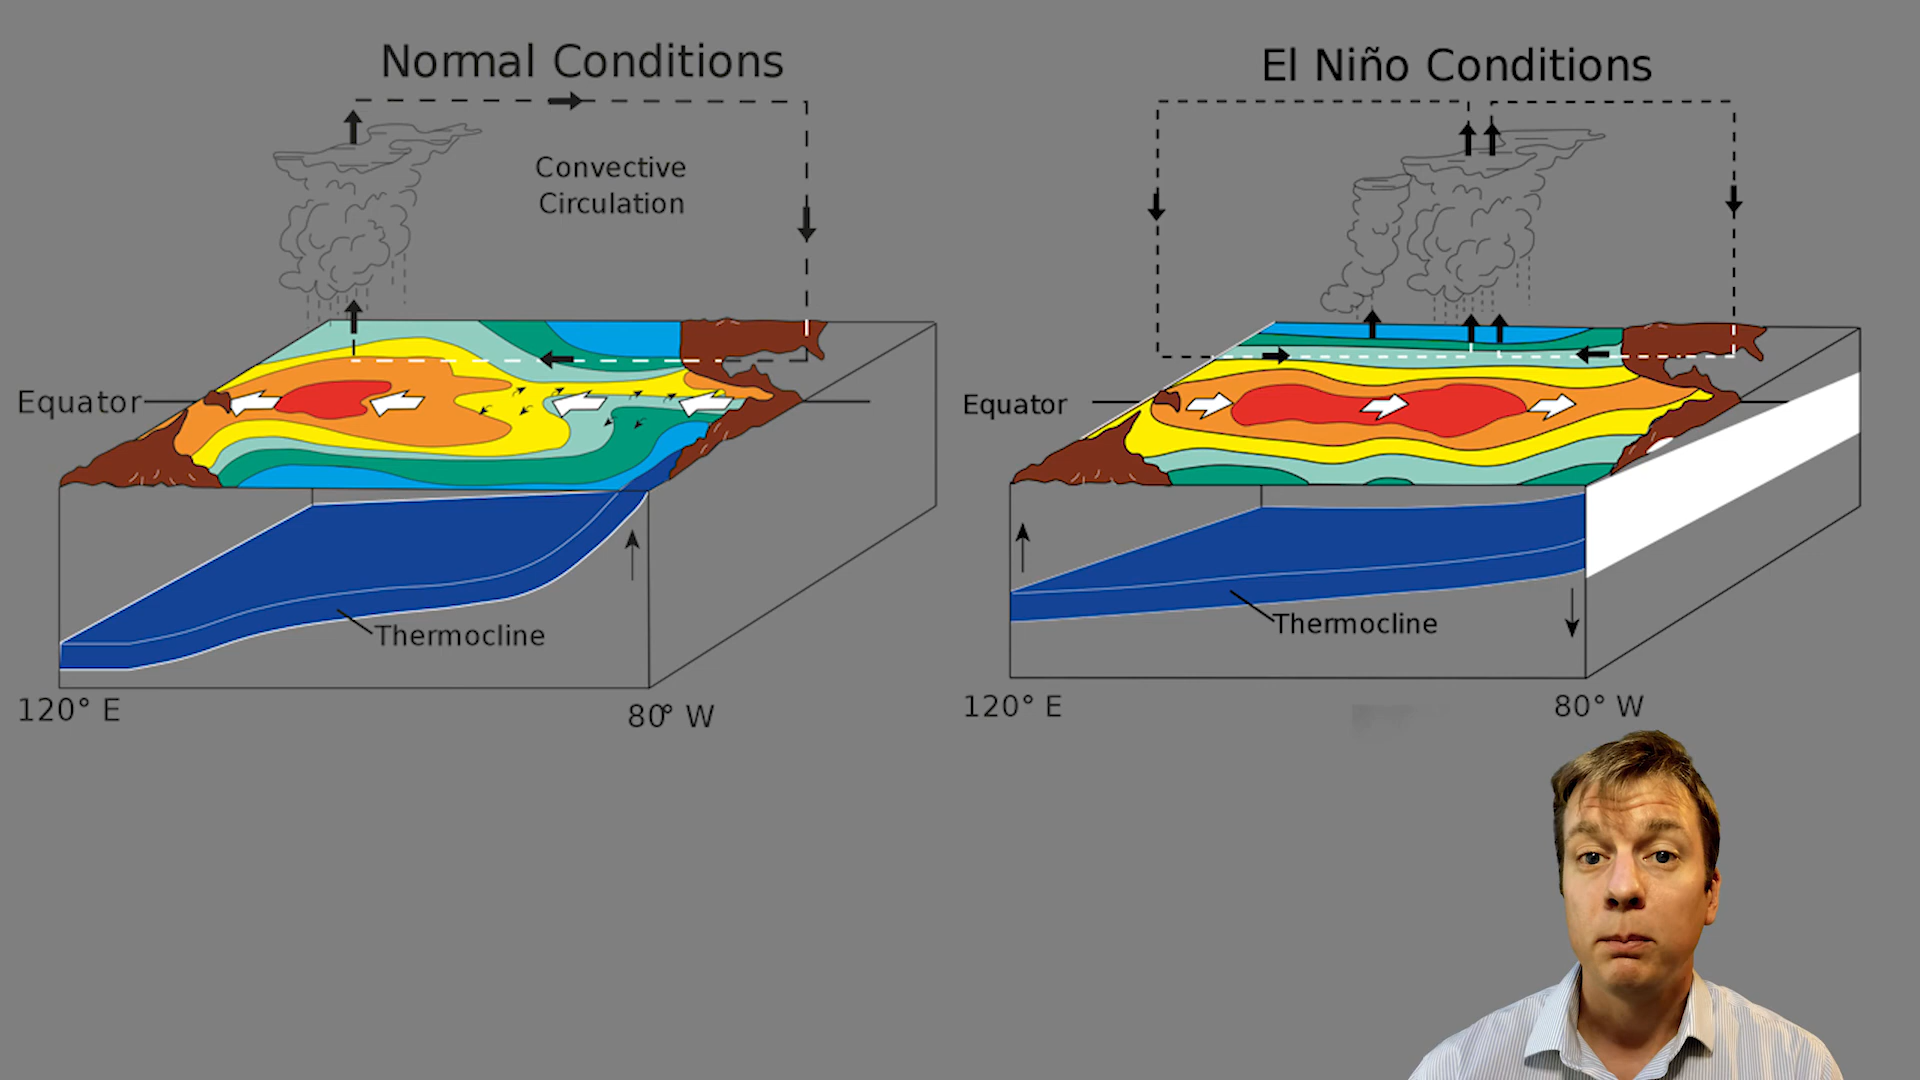 Normal Conditions
Convective
Circulation
Equator
Thermocline
120° E
80° W
El Niño Conditions
Equator
Thermocline
120° E
80° W